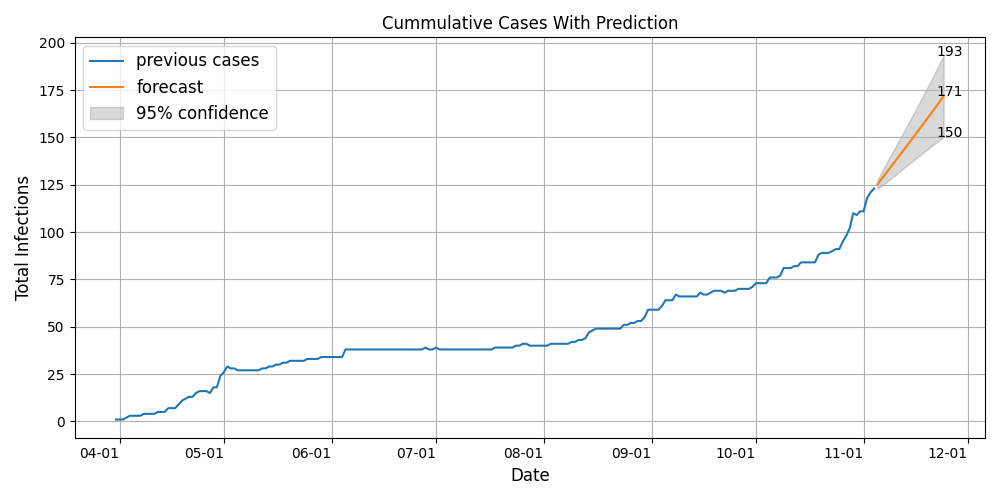 Cummulative Cases With Prediction
previous cases
forecast
95% confidence
193
171
150
Total Infections
200
175
150
125
100
75
50
25
0
04-01 05-01 06-01 07-01 08-01 09-01 10-01 11-01 12-01
Date